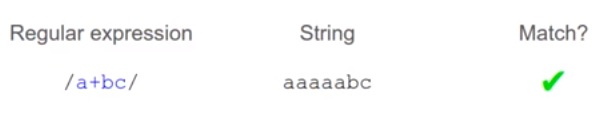 Regular expression String Match?
/a+bc/ aaaaabc ✔